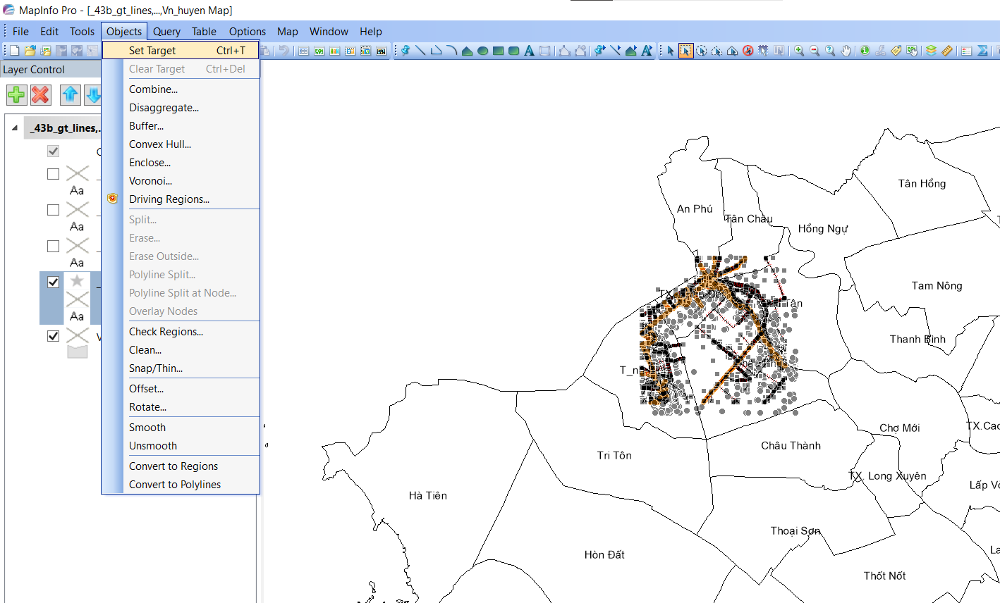 MapInfo Pro - [_43b_gt_lines,...,Vn_huyen Map]
File Edit Tools Objects Query Table Options Map Window Help
Set Target Ctrl+T
Clear Target Ctrl+Del
Layer Control
Combine...
Disaggregate...
Buffer...
Convex Hull...
Enclose...
Voronoi...
Driving Regions...
Split...
Erase...
Erase Outside...
Polyline Split...
Polyline Split at Node...
Overlay Nodes
Check Regions...
Clean...
Snap/Thin...
Offset...
Rotate...
Smooth
Unsmooth
Convert to Regions
Convert to Polylines
_43b_gt_lines,..
Aa
Aa
Aa
Aa
Tân Hồng
An Phú
Tân Châu
Hồng Ngự
Tam Nông
TX.
Tân
Thanh Bình
T_n
Chợ Mới
TX.Cao
Châu Thành
Tri Tôn
TX. Long Xuyên
Lấp Vò
Hà Tiên
Thoại Sơn
Hòn Đất
Thốt Nốt